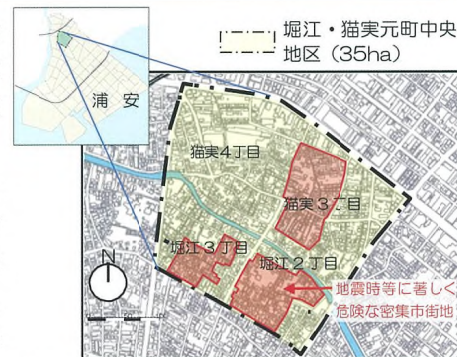 堀江・猫実元町中央
地区（35ha）
浦 安
猫実4丁目
猫実3丁目
堀江3丁目
堀江2丁目
N
地震時等に著しく
危険な密集市街地